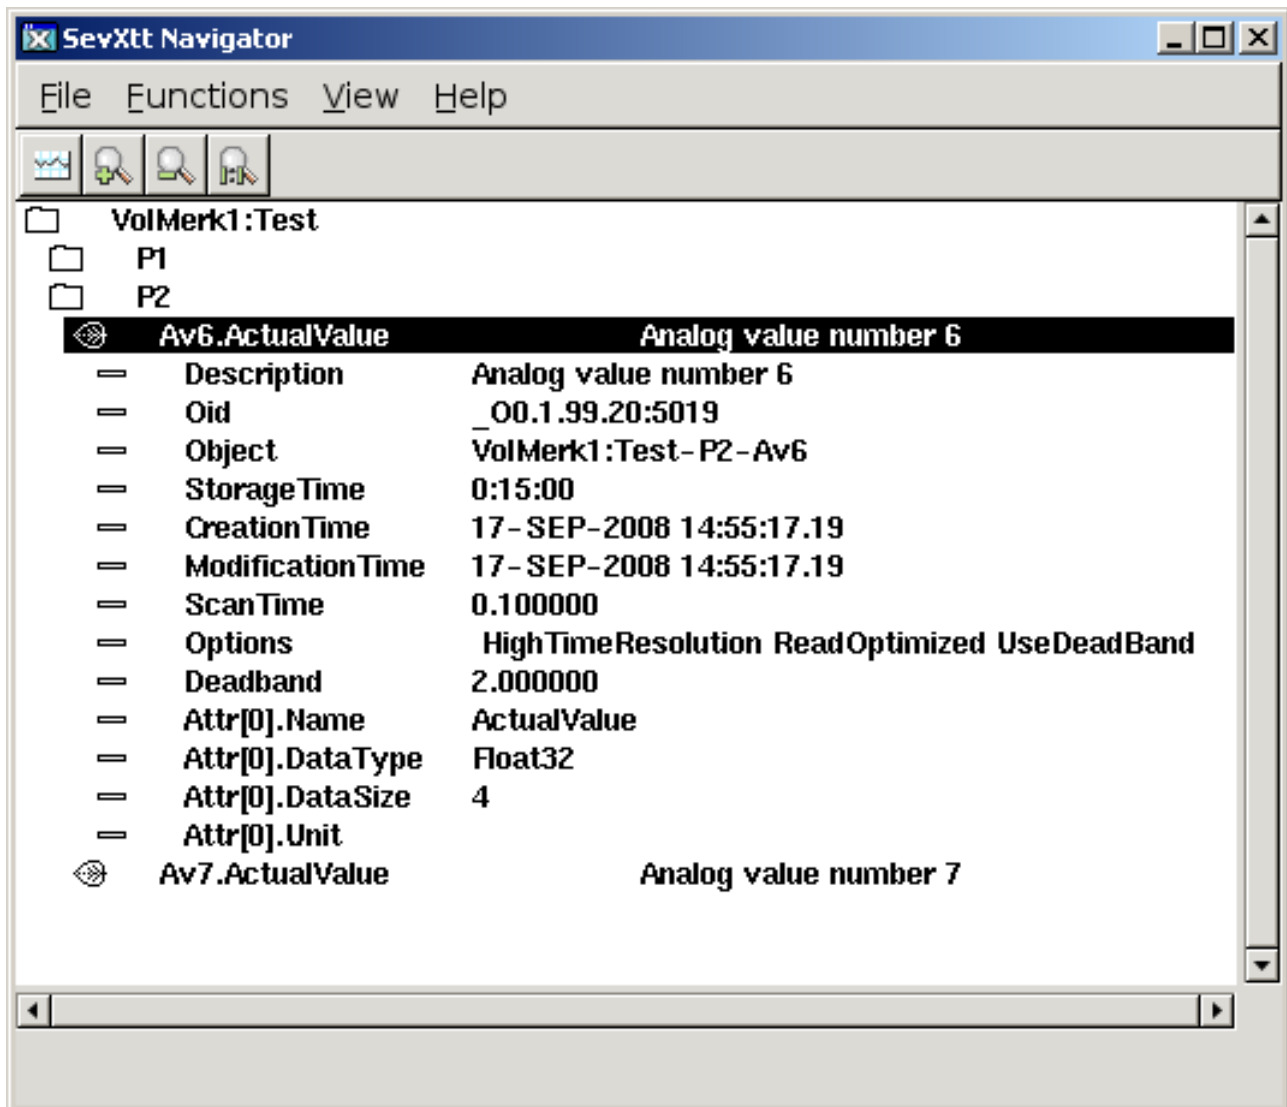 SevXtt Navigator
File Functions View Help
VolMerk1:Test
P1
P2
Av6.ActualValue Analog value number 6
Description Analog value number 6
Oid _O0.1.99.20:5019
Object VolMerk1:Test-P2-Av6
StorageTime 0:15:00
CreationTime 17-SEP-2008 14:55:17.19
ModificationTime 17-SEP-2008 14:55:17.19
ScanTime 0.100000
Options HighTimeResolution ReadOptimized UseDeadBand
Deadband 2.000000
Attr[0].Name ActualValue
Attr[0].DataType Float32
Attr[0].DataSize 4
Attr[0].Unit
Av7.ActualValue Analog value number 7